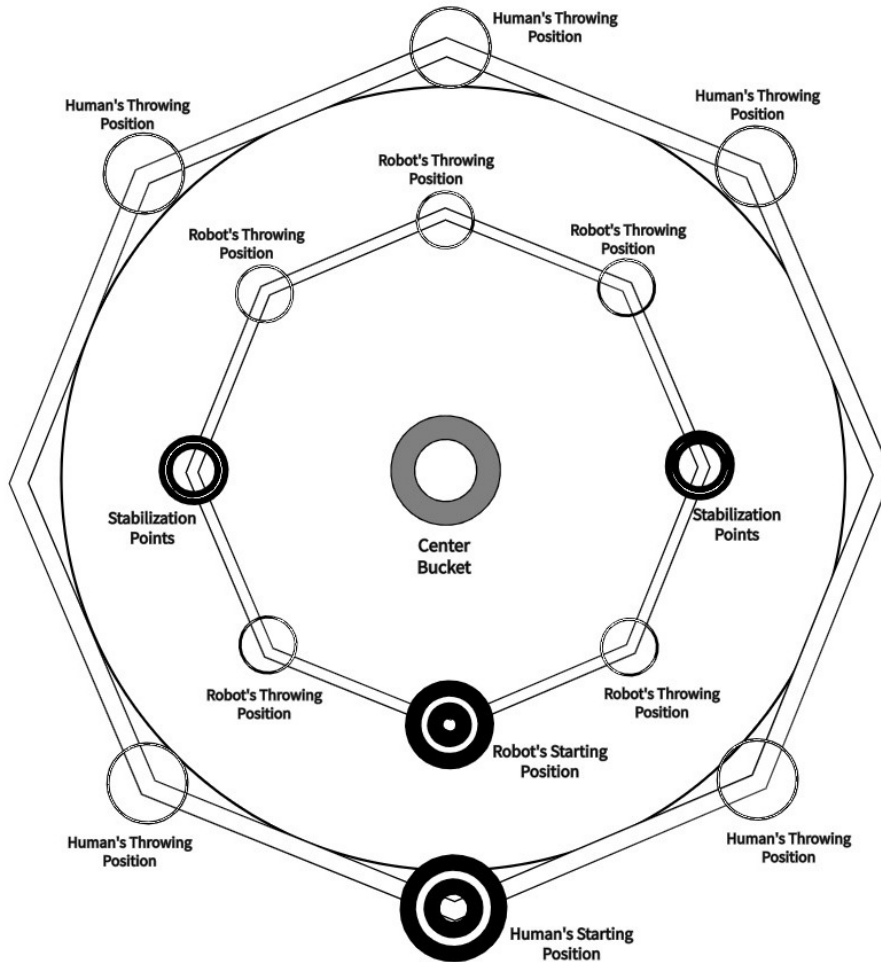 Human's Throwing
Position
Human's Throwing
Position
Human's Throwing
Position
Robot's Throwing
Position
Robot's Throwing
Position
Robot's Throwing
Position
Stabilization
Points
Center
Bucket
Stabilization
Points
Robot's Throwing
Position
Robot's Throwing
Position
Robot's Starting
Position
Human's Throwing
Position
Human's Throwing
Position
Human's Starting
Position